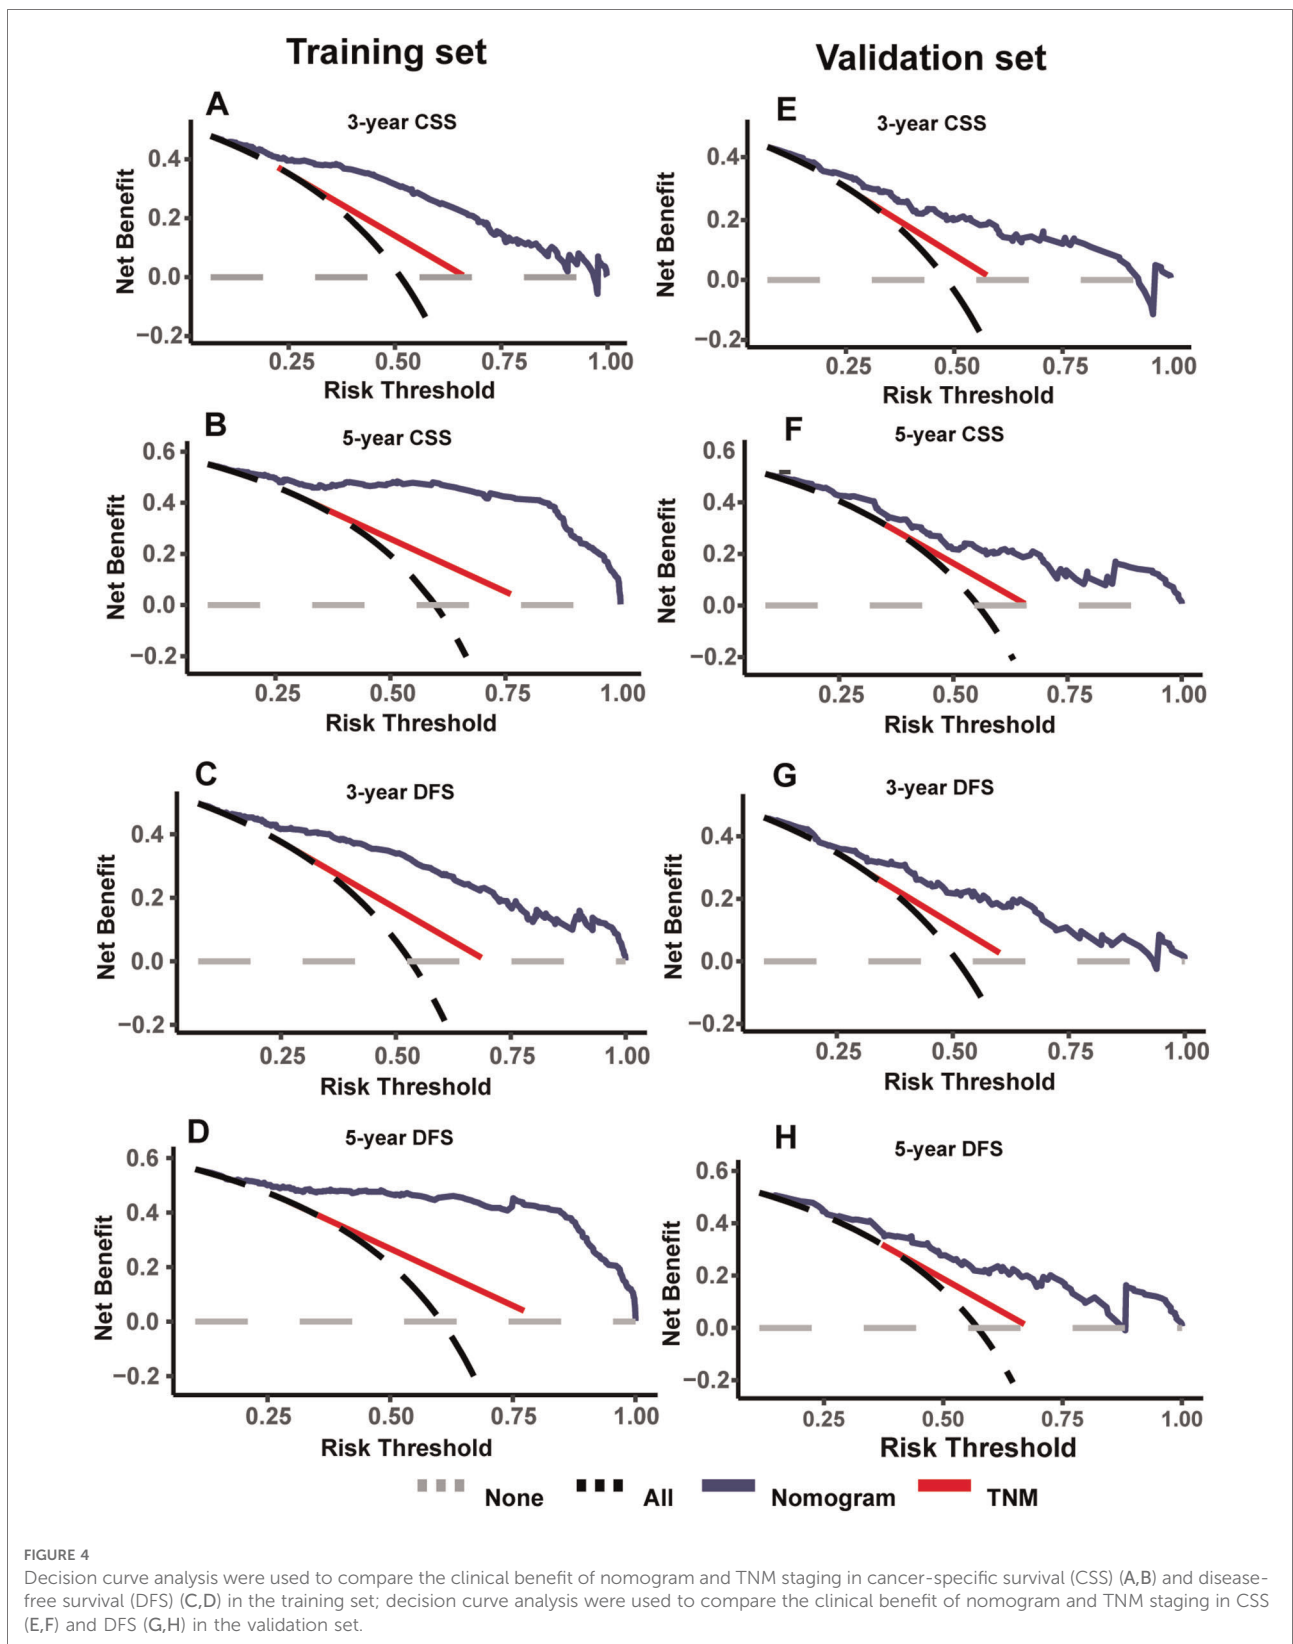 Training set
Validation set
A
3-year CSS
Net Benefit
0.4
0.2
0.0
−0.2
0.25 0.50 0.75 1.00
Risk Threshold
E
3-year CSS
Net Benefit
0.4
0.2
0.0
−0.2
0.25 0.50 0.75 1.00
Risk Threshold
B
5-year CSS
Net Benefit
0.6
0.4
0.2
0.0
−0.2
0.25 0.50 0.75 1.00
Risk Threshold
F
5-year CSS
Net Benefit
0.6
0.4
0.2
0.0
−0.2
0.25 0.50 0.75 1.00
Risk Threshold
C
3-year DFS
Net Benefit
0.4
0.2
0.0
−0.2
0.25 0.50 0.75 1.00
Risk Threshold
G
3-year DFS
Net Benefit
0.4
0.2
0.0
−0.2
0.25 0.50 0.75 1.00
Risk Threshold
D
5-year DFS
Net Benefit
0.6
0.4
0.2
0.0
−0.2
0.25 0.50 0.75 1.00
Risk Threshold
H
5-year DFS
Net Benefit
0.6
0.4
0.2
0.0
−0.2
0.25 0.50 0.75 1.00
Risk Threshold
None All Nomogram TNM
FIGURE 4
Decision curve analysis were used to compare the clinical benefit of nomogram and TNM staging in cancer-specific survival (CSS) (A,B) and disease-
free survival (DFS) (C,D) in the training set; decision curve analysis were used to compare the clinical benefit of nomogram and TNM staging in CSS
(E,F) and DFS (G,H) in the validation set.